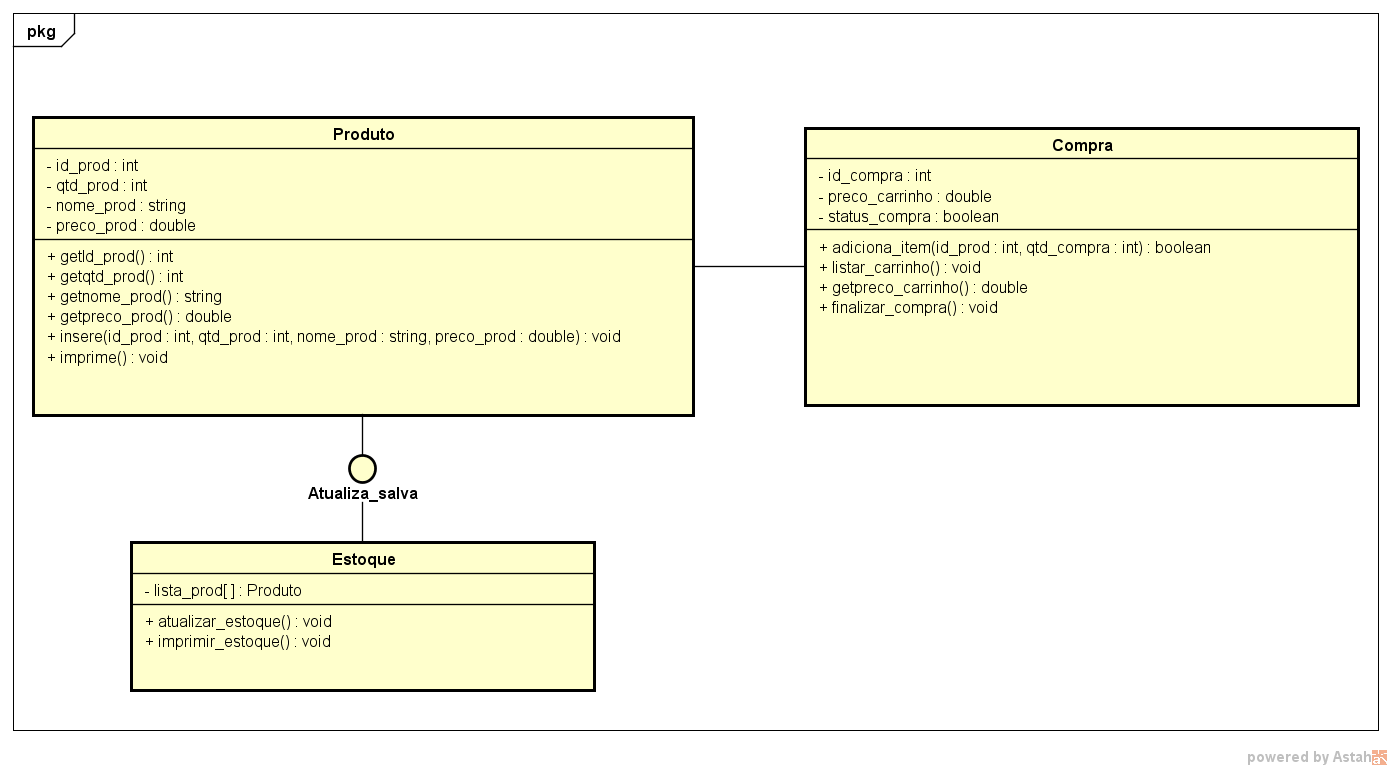 pkg
Produto
- id_prod : int
- qtd_prod : int
- nome_prod : string
- preco_prod : double
+ getId_prod() : int
+ getqtd_prod() : int
+ getnome_prod() : string
+ getpreco_prod() : double
+ insere(id_prod : int, qtd_prod : int, nome_prod : string, preco_prod : double) : void
+ imprime() : void
Compra
- id_compra : int
- preco_carrinho : double
- status_compra : boolean
+ adiciona_item(id_prod : int, qtd_compra : int) : boolean
+ listar_carrinho() : void
+ getpreco_carrinho() : double
+ finalizar_compra() : void
Atualiza_salva
Estoque
- lista_prod[ ] : Produto
+ atualizar_estoque() : void
+ imprimir_estoque() : void
powered by Astah